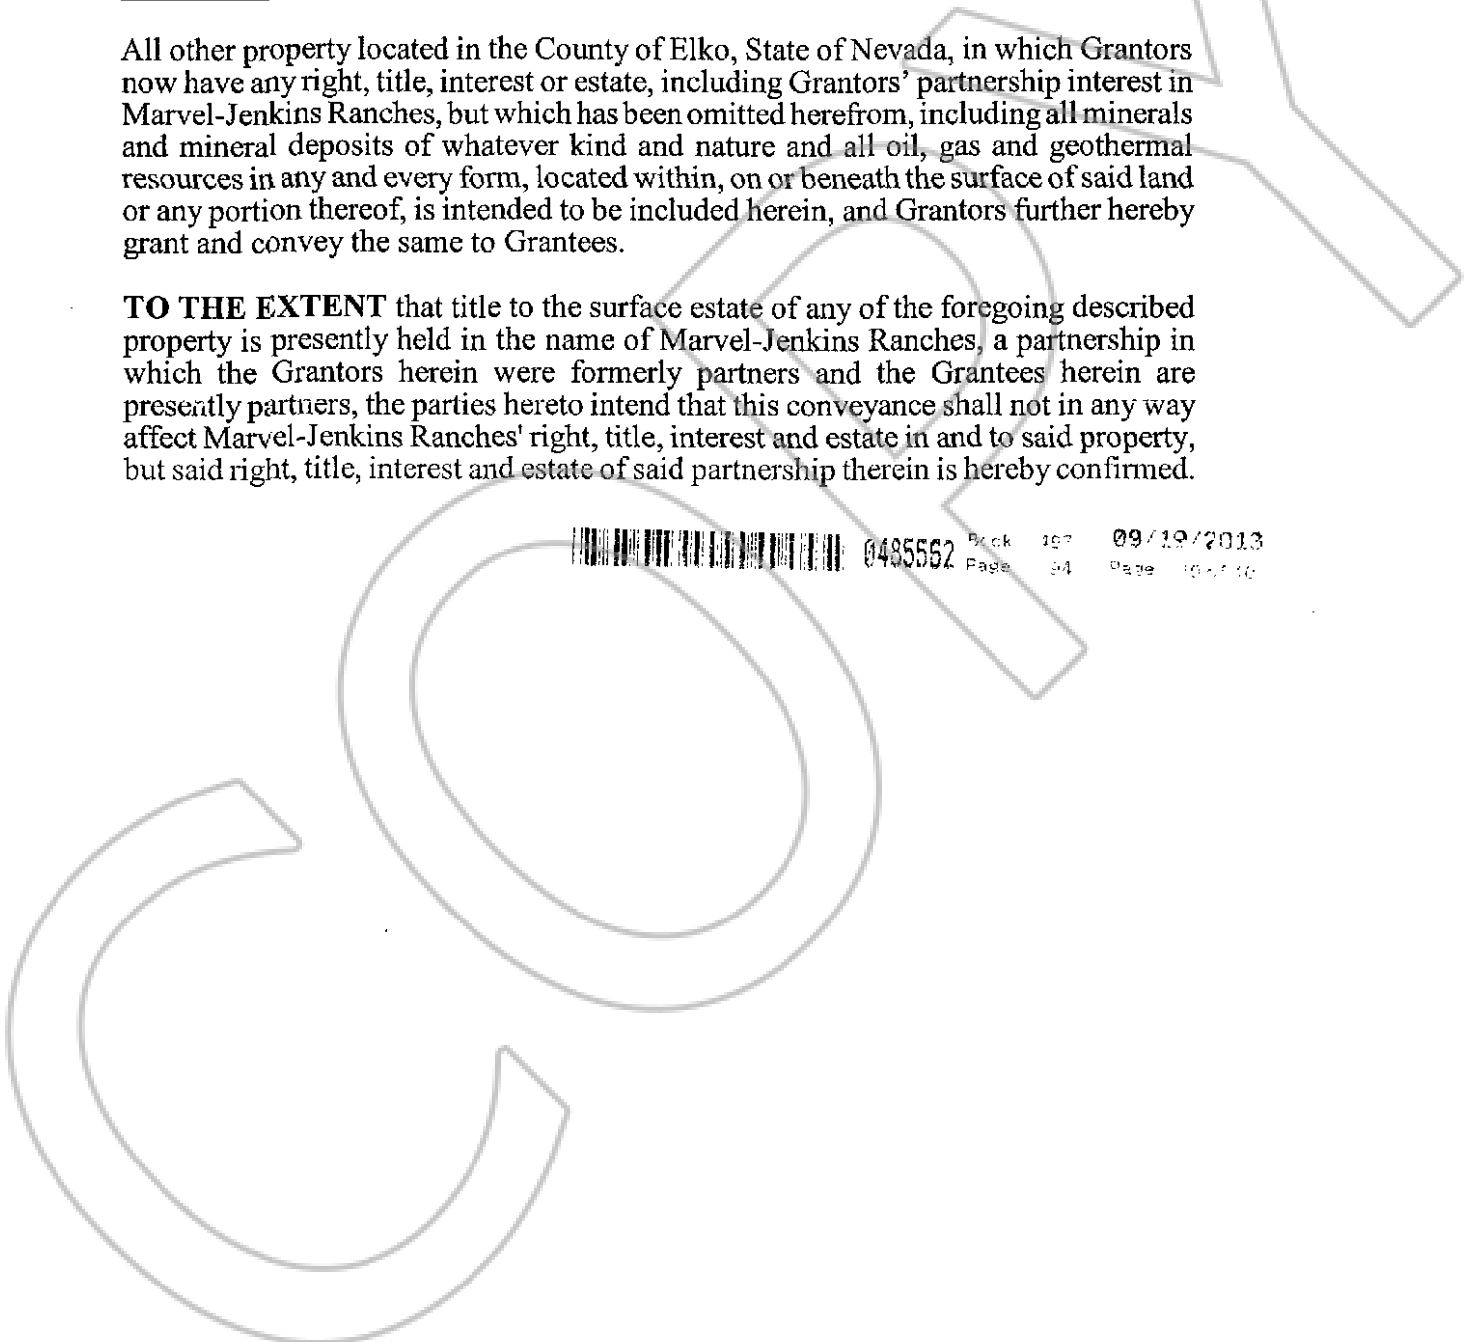 All other property located in the County of Elko, State of Nevada, in which Grantors
now have any right, title, interest or estate, including Grantors' partnership interest in
Marvel-Jenkins Ranches, but which has been omitted herefrom, including all minerals
and mineral deposits of whatever kind and nature and all oil, gas and geothermal
resources in any and every form, located within, on or beneath the surface of said land
or any portion thereof, is intended to be included herein, and Grantors further hereby
grant and convey the same to Grantees.
TO THE EXTENT that title to the surface estate of any of the foregoing described
property is presently held in the name of Marvel-Jenkins Ranches, a partnership in
which the Grantors herein were formerly partners and the Grantees herein are
presently partners, the parties hereto intend that this conveyance shall not in any way
affect Marvel-Jenkins Ranches' right, title, interest and estate in and to said property,
but said right, title, interest and estate of said partnership therein is hereby confirmed.
0485562 09/19/2013
Page Page
COPY